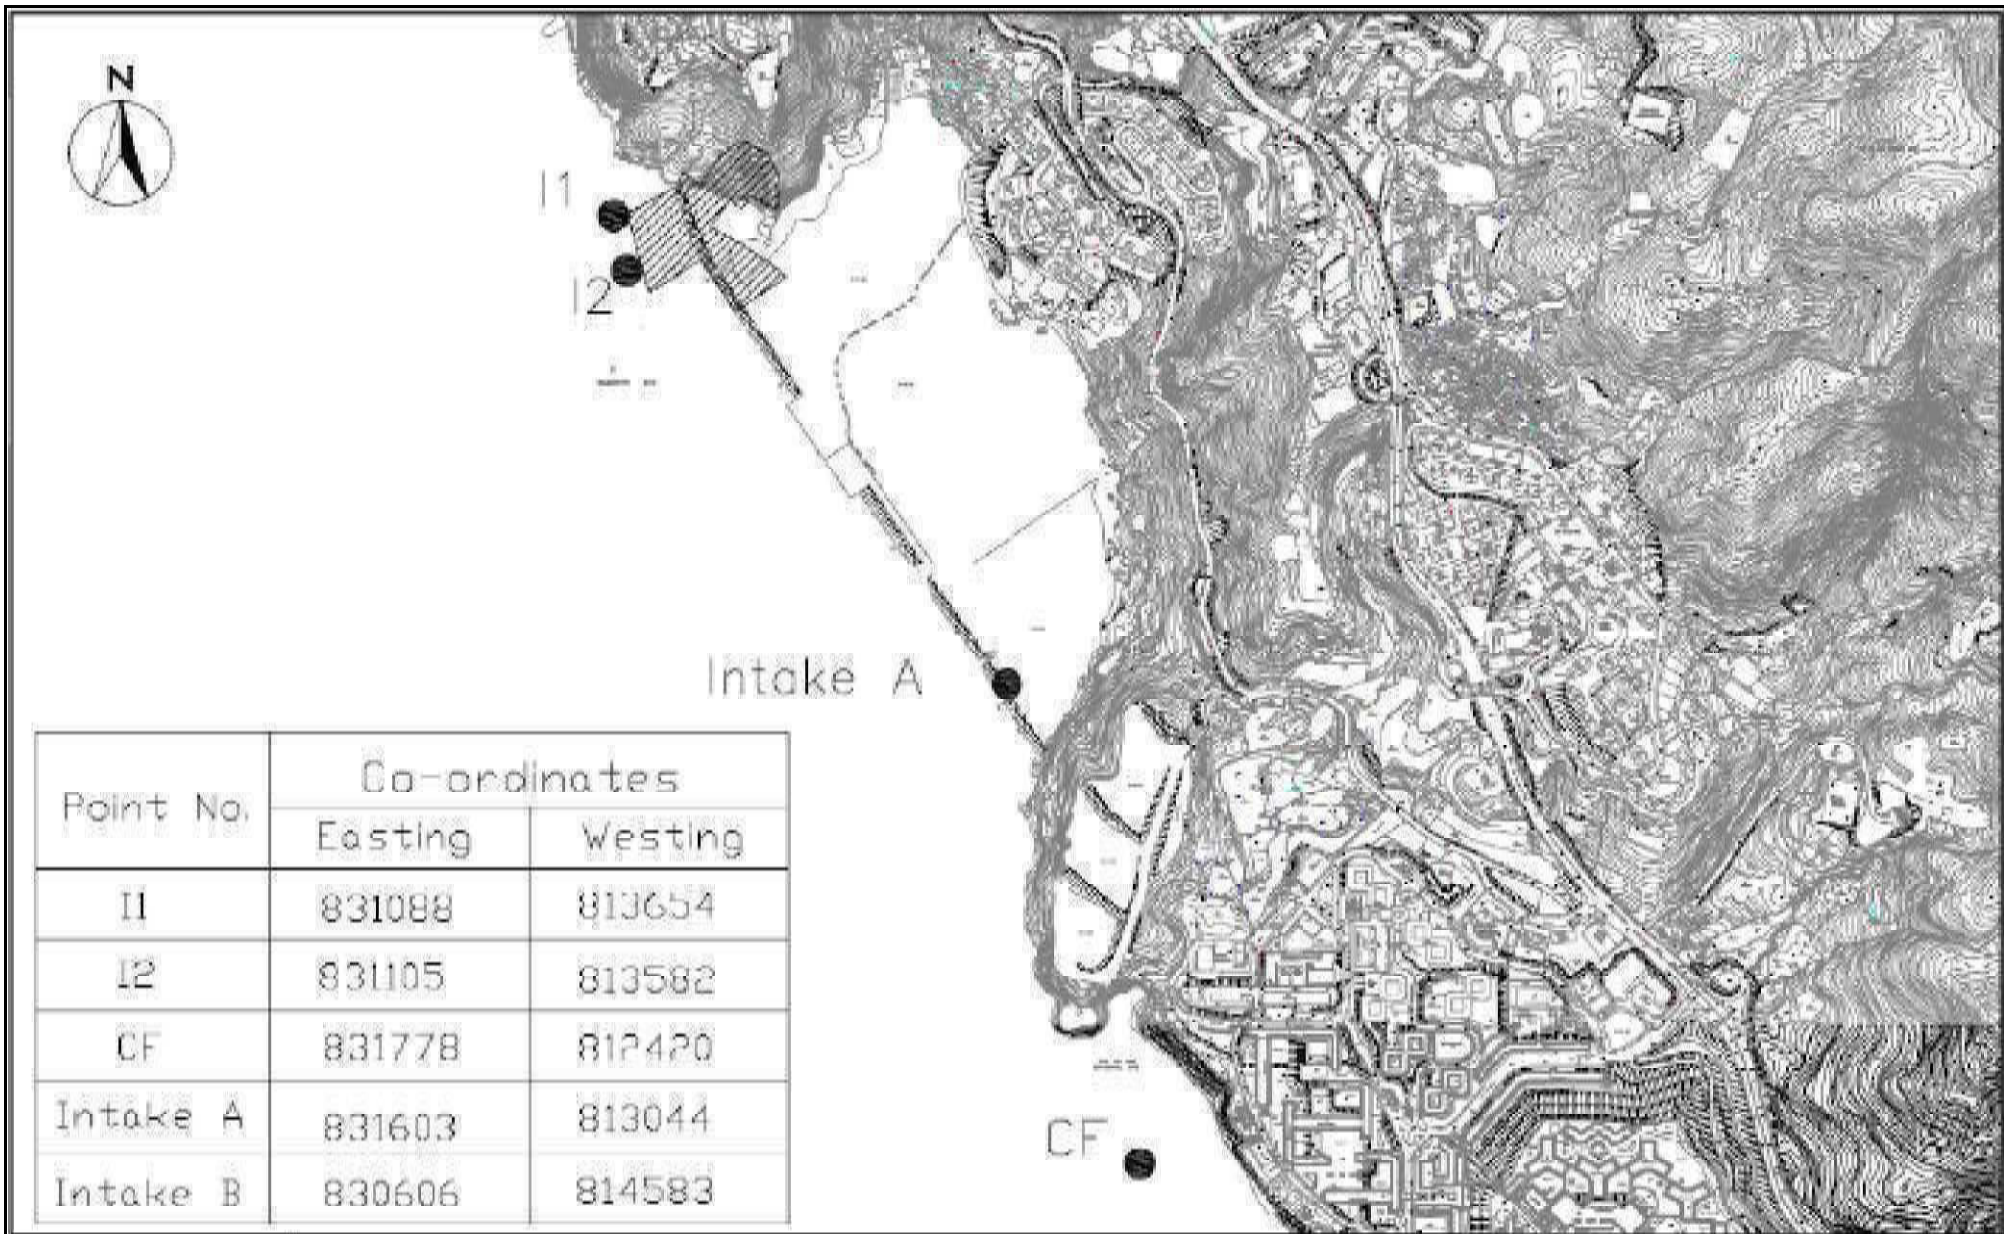 N
I1
I2
Intake A
Point No.
Co-ordinates
Easting Westing
I1 831088 813654
I2 831105 813582
CF 831778 812420
Intake A 831603 813044
Intake B 830606 814583
CF